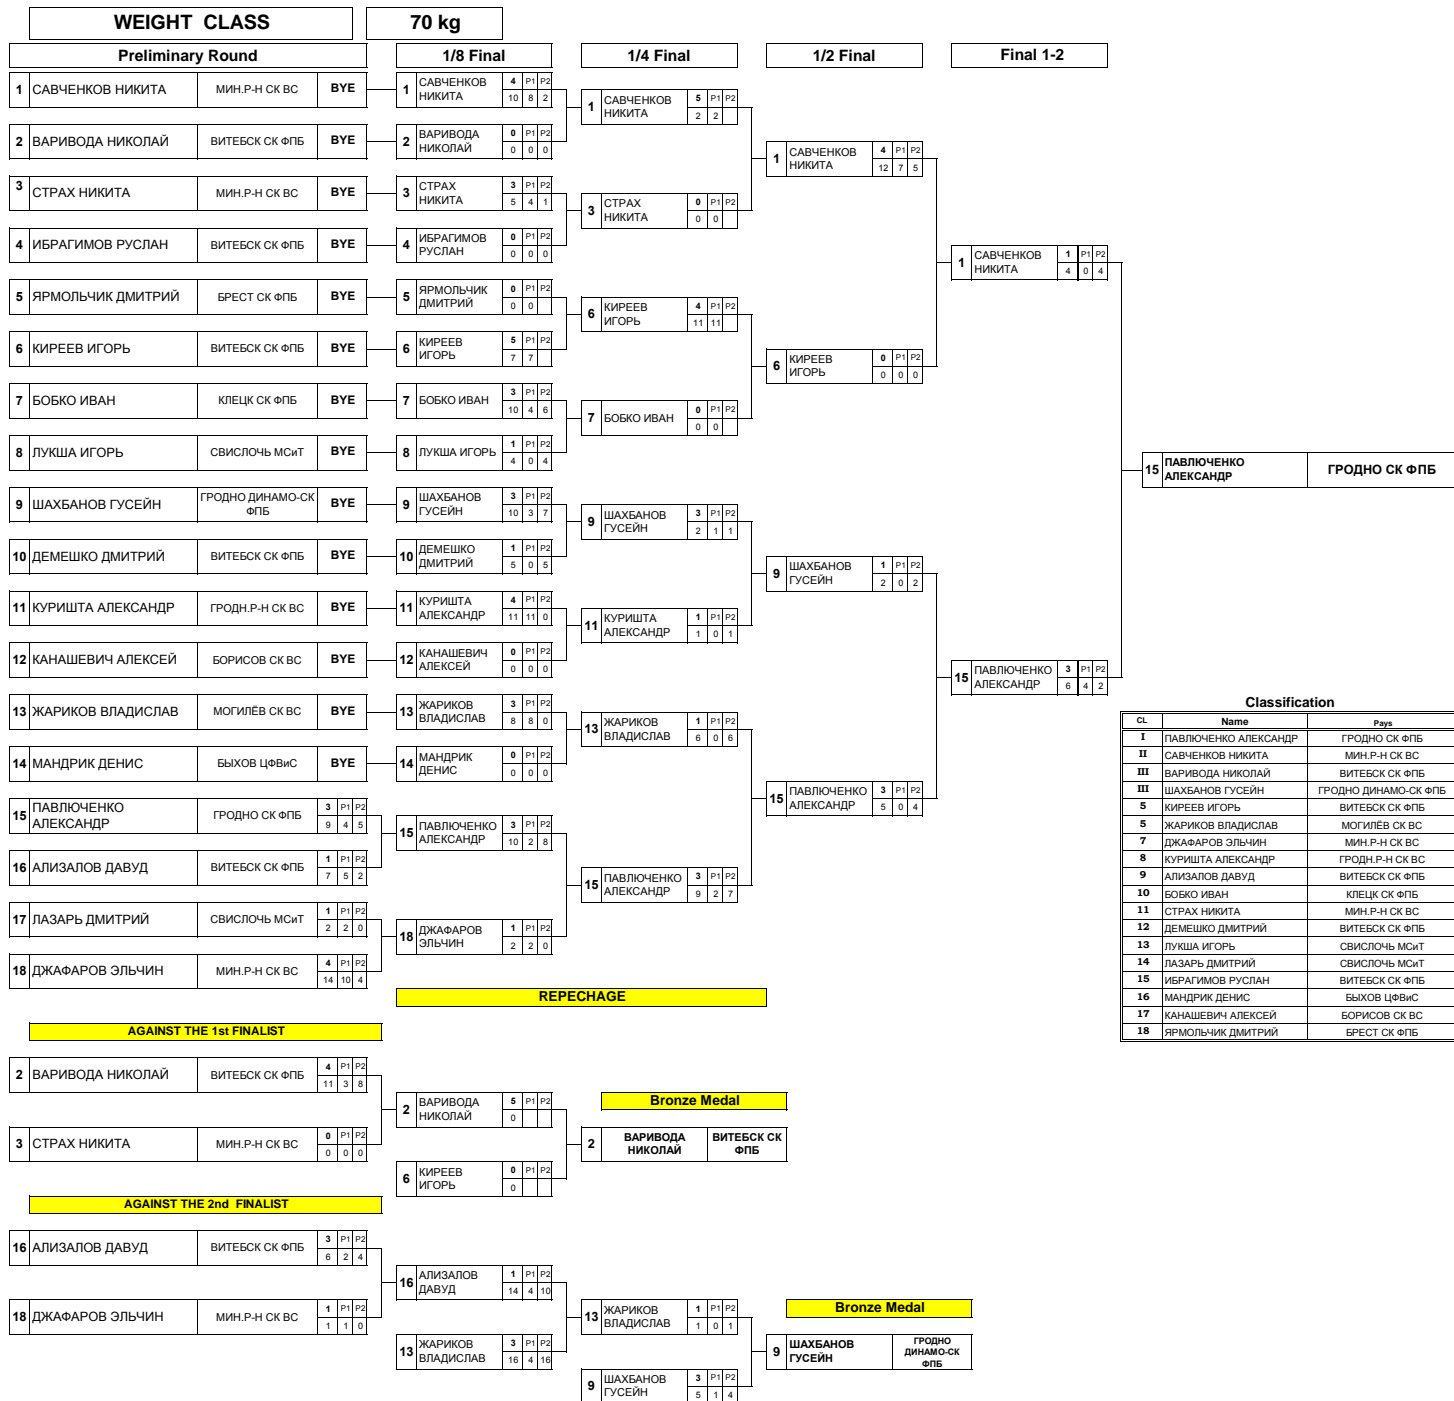 WEIGHT CLASS 70 kg
Preliminary Round 1/8 Final 1/4 Final 1/2 Final Final 1-2
1 САВЧЕНКОВ НИКИТА МИН.Р-Н СК ВС BYE
2 ВАРИВОДА НИКОЛАЙ ВИТЕБСК СК ФПБ BYE
3 СТРАХ НИКИТА МИН.Р-Н СК ВС BYE
4 ИБРАГИМОВ РУСЛАН ВИТЕБСК СК ФПБ BYE
5 ЯРМОЛЬЧИК ДМИТРИЙ БРЕСТ СК ФПБ BYE
6 КИРЕЕВ ИГОРЬ ВИТЕБСК СК ФПБ BYE
7 БОБКО ИВАН КЛЕЦК СК ФПБ BYE
8 ЛУКША ИГОРЬ СВИСЛОЧЬ МСиТ BYE
9 ШАХБАНОВ ГУСЕЙН ГРОДНО ДИНАМО-СК ФПБ BYE
10 ДЕМЕШКО ДМИТРИЙ ВИТЕБСК СК ФПБ BYE
11 КУРИШТА АЛЕКСАНДР ГРОДН.Р-Н СК ВС BYE
12 КАНАШЕВИЧ АЛЕКСЕЙ БОРИСОВ СК ВС BYE
13 ЖАРИКОВ ВЛАДИСЛАВ МОГИЛЁВ СК ВС BYE
14 МАНДРИК ДЕНИС БЫХОВ ЦФВиС BYE
15 ПАВЛЮЧЕНКО АЛЕКСАНДР ГРОДНО СК ФПБ 3 P1 P2
9 4 5
16 АЛИЗАЛОВ ДАВУД ВИТЕБСК СК ФПБ 1 P1 P2
7 5 2
17 ЛАЗАРЬ ДМИТРИЙ СВИСЛОЧЬ МСиТ 1 P1 P2
2 2 0
18 ДЖАФАРОВ ЭЛЬЧИН МИН.Р-Н СК ВС 4 P1 P2
14 10 4
1 САВЧЕНКОВ НИКИТА 4 P1 P2
10 8 2
2 ВАРИВОДА НИКОЛАЙ 0 P1 P2
0 0 0
3 СТРАХ НИКИТА 3 P1 P2
5 4 1
4 ИБРАГИМОВ РУСЛАН 0 P1 P2
0 0 0
5 ЯРМОЛЬЧИК ДМИТРИЙ 0 P1 P2
0 0
6 КИРЕЕВ ИГОРЬ 5 P1 P2
7 7
7 БОБКО ИВАН 3 P1 P2
10 4 6
8 ЛУКША ИГОРЬ 1 P1 P2
4 0 4
9 ШАХБАНОВ ГУСЕЙН 3 P1 P2
10 3 7
10 ДЕМЕШКО ДМИТРИЙ 1 P1 P2
5 0 5
11 КУРИШТА АЛЕКСАНДР 4 P1 P2
11 11 0
12 КАНАШЕВИЧ АЛЕКСЕЙ 0 P1 P2
0 0 0
13 ЖАРИКОВ ВЛАДИСЛАВ 3 P1 P2
8 8 0
14 МАНДРИК ДЕНИС 0 P1 P2
0 0 0
15 ПАВЛЮЧЕНКО АЛЕКСАНДР 3 P1 P2
10 2 8
18 ДЖАФАРОВ ЭЛЬЧИН 1 P1 P2
2 2 0
1 САВЧЕНКОВ НИКИТА 5 P1 P2
2 2
3 СТРАХ НИКИТА 0 P1 P2
0 0
6 КИРЕЕВ ИГОРЬ 4 P1 P2
11 11
7 БОБКО ИВАН 0 P1 P2
0 0
9 ШАХБАНОВ ГУСЕЙН 3 P1 P2
2 1 1
11 КУРИШТА АЛЕКСАНДР 1 P1 P2
1 0 1
13 ЖАРИКОВ ВЛАДИСЛАВ 1 P1 P2
6 0 6
15 ПАВЛЮЧЕНКО АЛЕКСАНДР 3 P1 P2
9 2 7
1 САВЧЕНКОВ НИКИТА 4 P1 P2
12 7 5
6 КИРЕЕВ ИГОРЬ 0 P1 P2
0 0 0
9 ШАХБАНОВ ГУСЕЙН 1 P1 P2
2 0 2
15 ПАВЛЮЧЕНКО АЛЕКСАНДР 3 P1 P2
5 0 4
1 САВЧЕНКОВ НИКИТА 1 P1 P2
4 0 4
15 ПАВЛЮЧЕНКО АЛЕКСАНДР 3 P1 P2
6 4 2
15 ПАВЛЮЧЕНКО АЛЕКСАНДР ГРОДНО СК ФПБ
Classification
CL Name Pays
I ПАВЛЮЧЕНКО АЛЕКСАНДР ГРОДНО СК ФПБ
II САВЧЕНКОВ НИКИТА МИН.Р-Н СК ВС
III ВАРИВОДА НИКОЛАЙ ВИТЕБСК СК ФПБ
III ШАХБАНОВ ГУСЕЙН ГРОДНО ДИНАМО-СК ФПБ
5 КИРЕЕВ ИГОРЬ ВИТЕБСК СК ФПБ
5 ЖАРИКОВ ВЛАДИСЛАВ МОГИЛЁВ СК ВС
7 ДЖАФАРОВ ЭЛЬЧИН МИН.Р-Н СК ВС
8 КУРИШТА АЛЕКСАНДР ГРОДН.Р-Н СК ВС
9 АЛИЗАЛОВ ДАВУД ВИТЕБСК СК ФПБ
10 БОБКО ИВАН КЛЕЦК СК ФПБ
11 СТРАХ НИКИТА МИН.Р-Н СК ВС
12 ДЕМЕШКО ДМИТРИЙ ВИТЕБСК СК ФПБ
13 ЛУКША ИГОРЬ СВИСЛОЧЬ МСиТ
14 ЛАЗАРЬ ДМИТРИЙ СВИСЛОЧЬ МСиТ
15 ИБРАГИМОВ РУСЛАН ВИТЕБСК СК ФПБ
16 МАНДРИК ДЕНИС БЫХОВ ЦФВиС
17 КАНАШЕВИЧ АЛЕКСЕЙ БОРИСОВ СК ВС
18 ЯРМОЛЬЧИК ДМИТРИЙ БРЕСТ СК ФПБ
REPECHAGE
AGAINST THE 1st FINALIST
2 ВАРИВОДА НИКОЛАЙ ВИТЕБСК СК ФПБ 4 P1 P2
11 3 8
3 СТРАХ НИКИТА МИН.Р-Н СК ВС 0 P1 P2
0 0 0
2 ВАРИВОДА НИКОЛАЙ 5 P1 P2
0
6 КИРЕЕВ ИГОРЬ 0 P1 P2
0
Bronze Medal
2 ВАРИВОДА НИКОЛАЙ ВИТЕБСК СК ФПБ
AGAINST THE 2nd FINALIST
16 АЛИЗАЛОВ ДАВУД ВИТЕБСК СК ФПБ 3 P1 P2
6 2 4
18 ДЖАФАРОВ ЭЛЬЧИН МИН.Р-Н СК ВС 1 P1 P2
1 1 0
16 АЛИЗАЛОВ ДАВУД 1 P1 P2
14 4 10
13 ЖАРИКОВ ВЛАДИСЛАВ 3 P1 P2
16 4 16
13 ЖАРИКОВ ВЛАДИСЛАВ 1 P1 P2
1 0 1
9 ШАХБАНОВ ГУСЕЙН 3 P1 P2
5 1 4
Bronze Medal
9 ШАХБАНОВ ГУСЕЙН ГРОДНО ДИНАМО-СК ФПБ